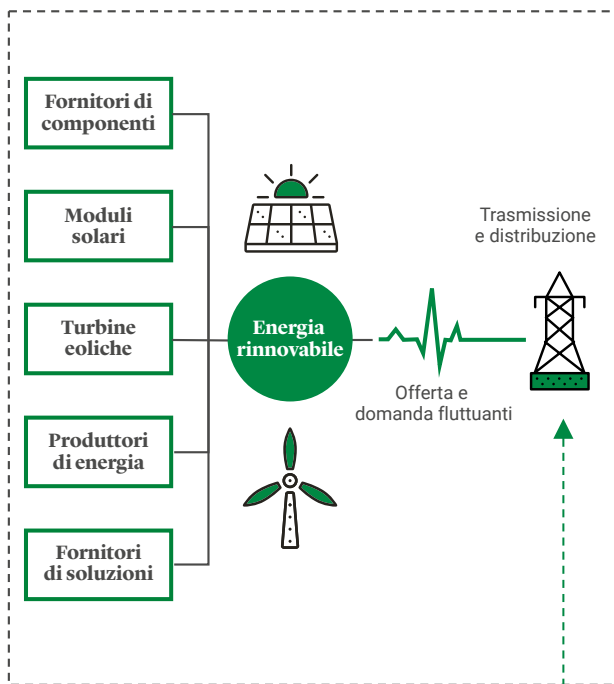 Fornitori di
componenti
Moduli
solari
Turbine
eoliche
Produttori
di energia
Fornitori
di soluzioni
Energia
rinnovabile
Offerta e
domanda fluttuanti
Trasmissione
e distribuzione